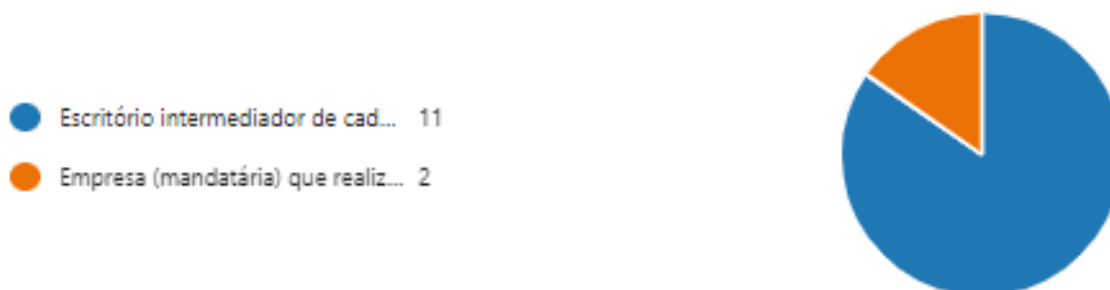 Escritório intermediador de cad... 11
Empresa (mandatária) que realiz... 2